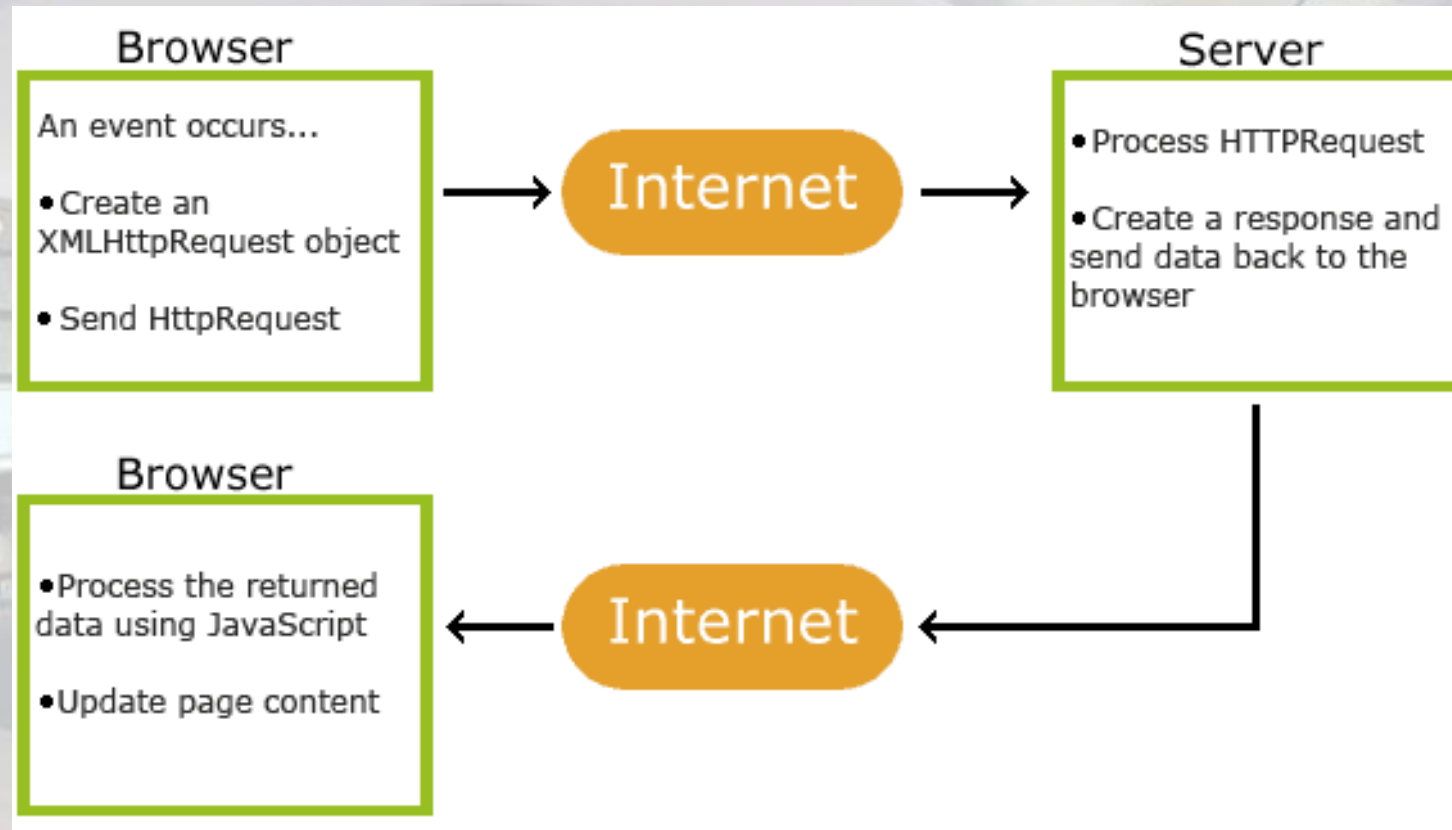 Browser
An event occurs...
•Create an
XMLHttpRequest object
• Send HttpRequest
Internet
Server
•Process HTTPRequest
•Create a response and
send data back to the
browser
Browser
•Process the returned
data using JavaScript
•Update page content
Internet